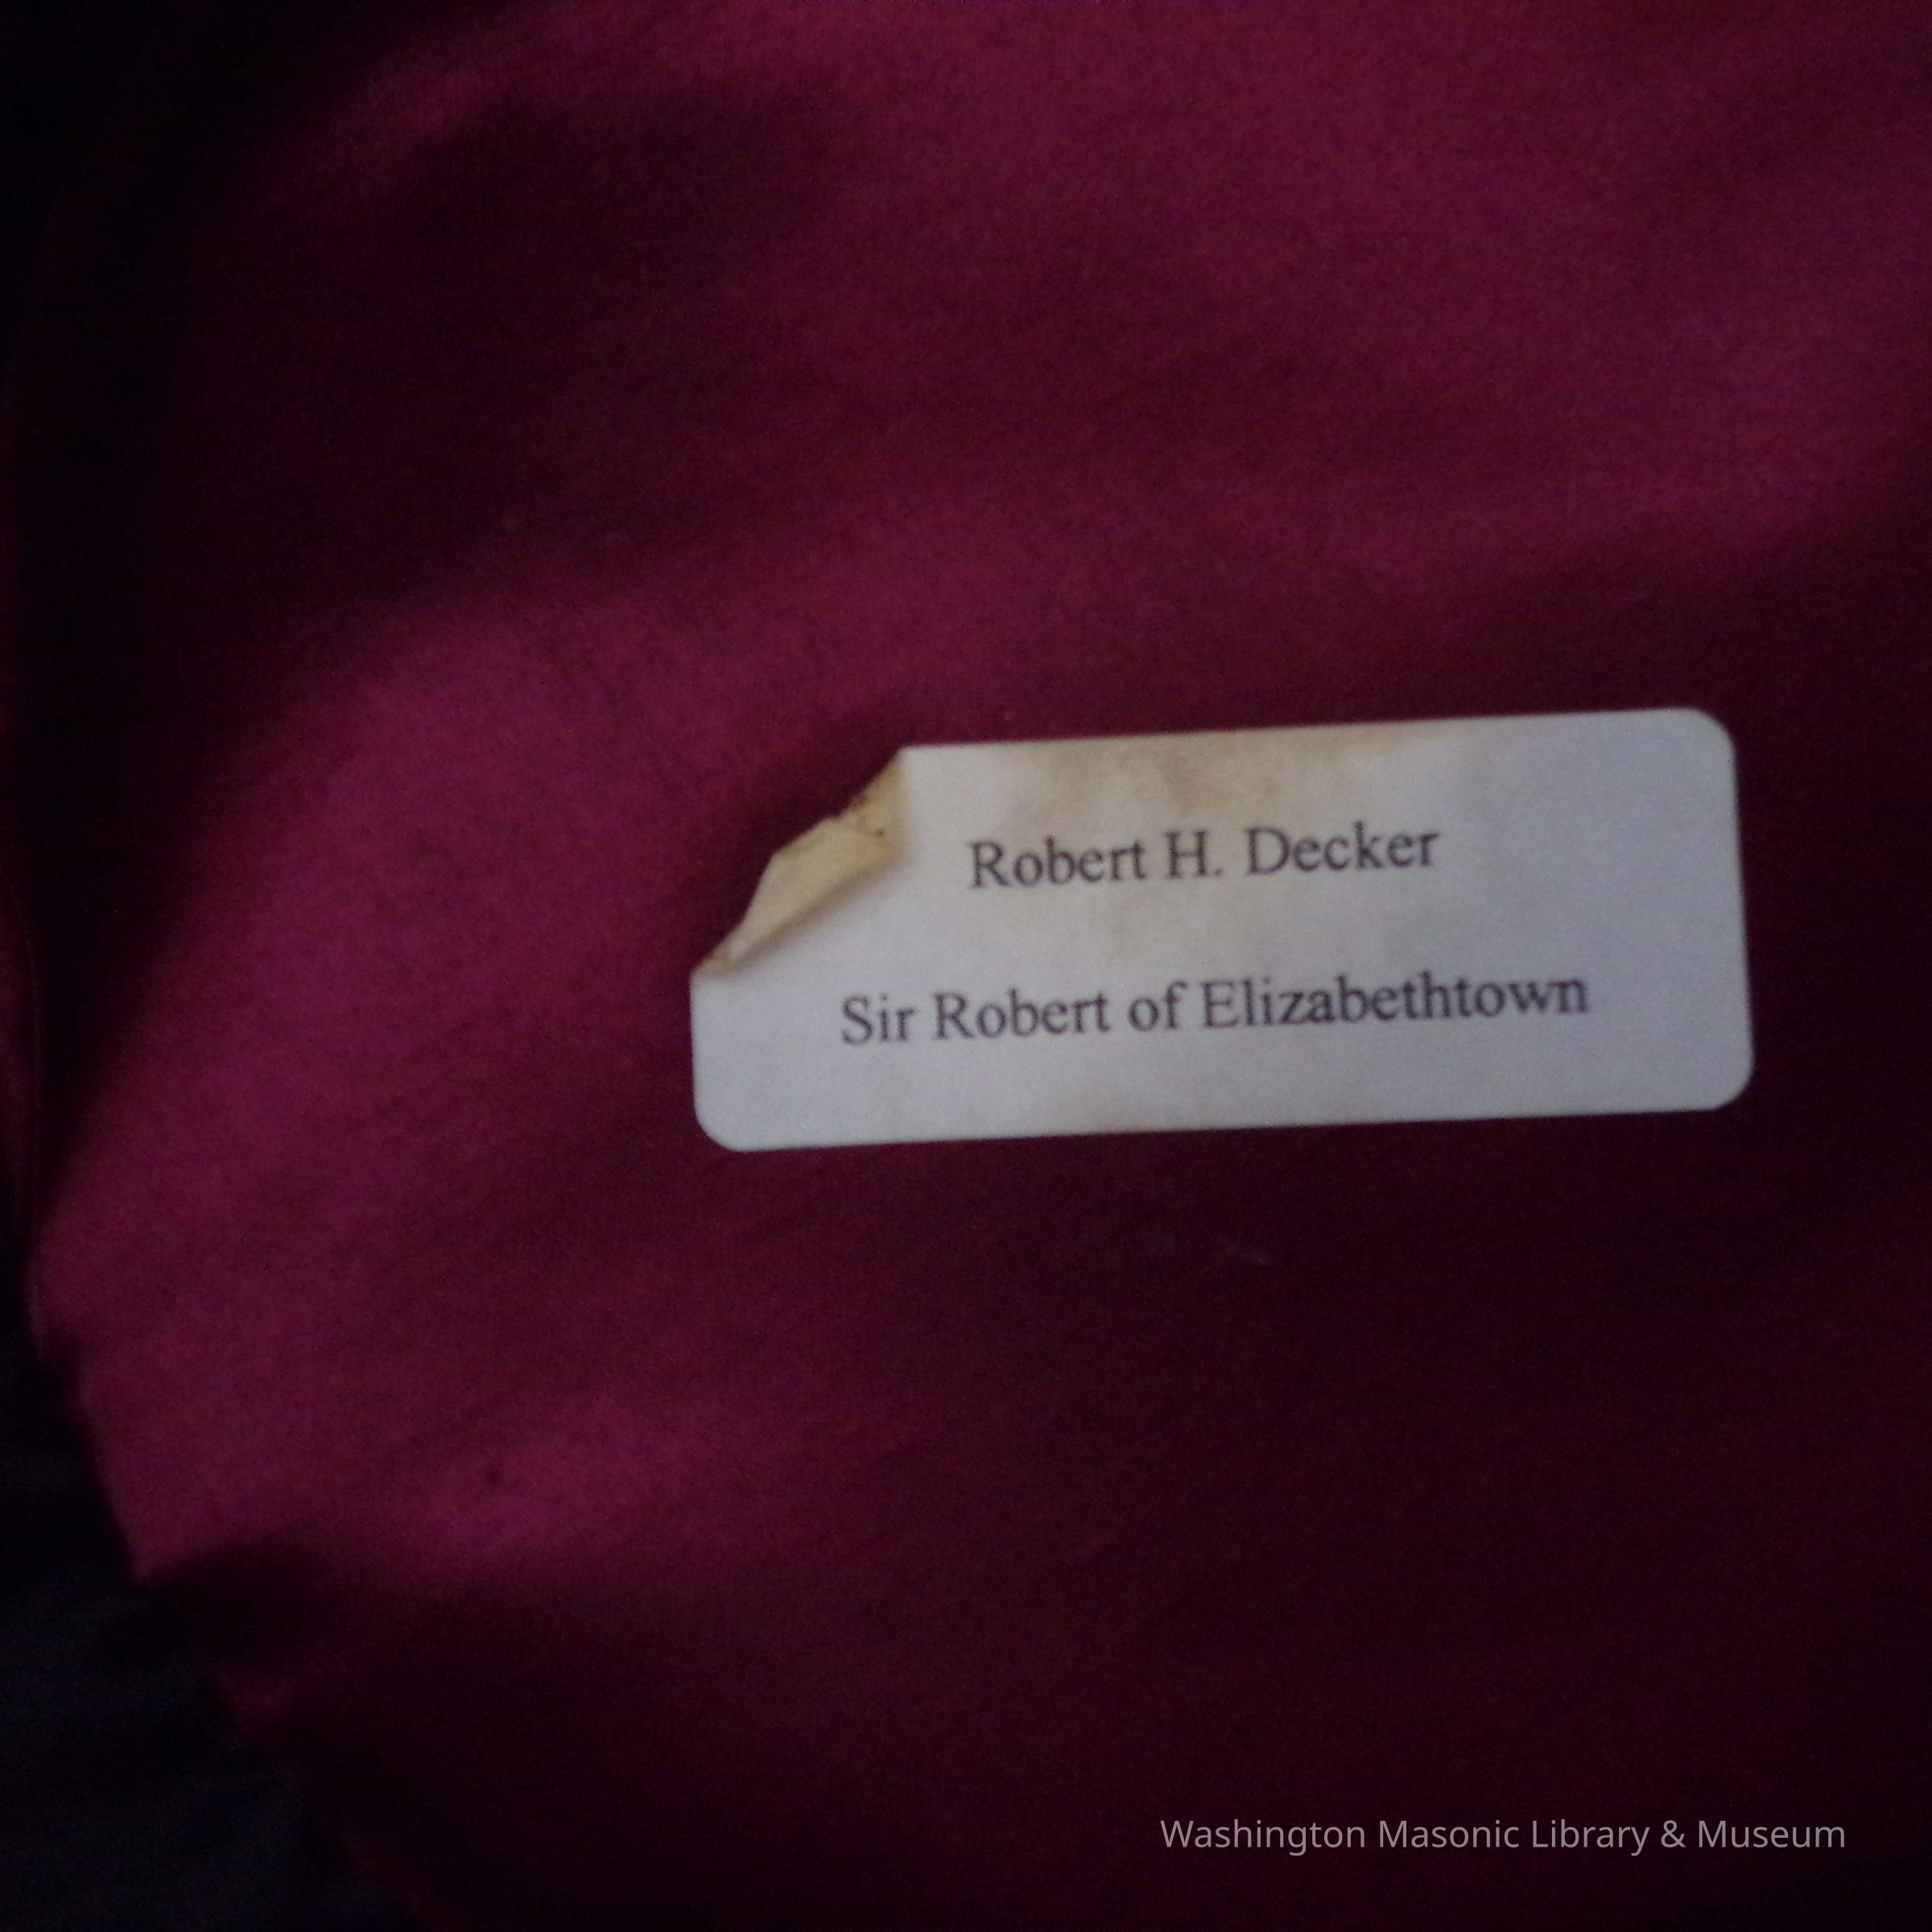 Robert H. Decker
Sir Robert of Elizabethtown
Washington Masonic Library & Museum